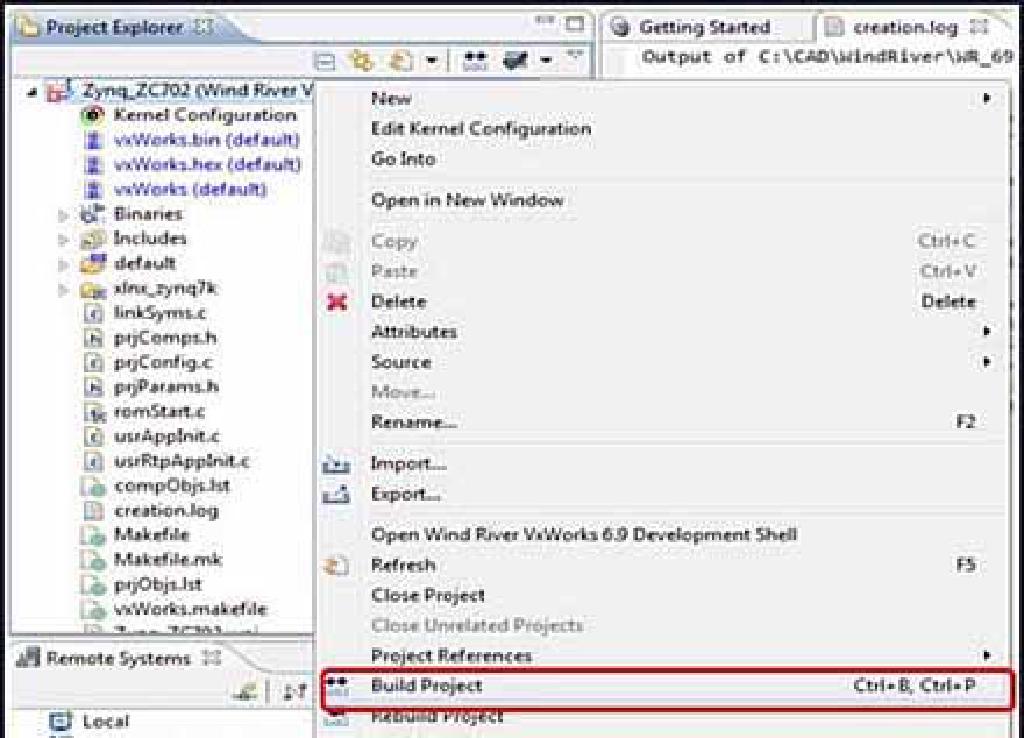 Project Explorer
Getting Started
creation.log
Output of C:\CAD\WindRiver\WR_69
Zynq_ZC702 (Wind River V
Kernel Configuration
vxWorks.bin (default)
vxWorks.hex (default)
vxWorks (default)
Binaries
Includes
default
xlnx_zynq7k
linkSyms.c
prjComps.h
prjConfig.c
prjParams.h
romStart.c
usrAppInit.c
usrRtpAppInit.c
compObjs.lst
creation.log
Makefile
Makefile.mk
prjObjs.lst
vxWorks.makefile
New
Edit Kernel Configuration
Go Into
Open in New Window
Copy Ctrl+C
Paste Ctrl+V
Delete Delete
Attributes
Source
Move...
Rename... F2
Import...
Export...
Open Wind River VxWorks 6.9 Development Shell
Refresh F5
Close Project
Close Unrelated Projects
Project References
Build Project Ctrl+B, Ctrl+P
Rebuild Project
Remote Systems
Local